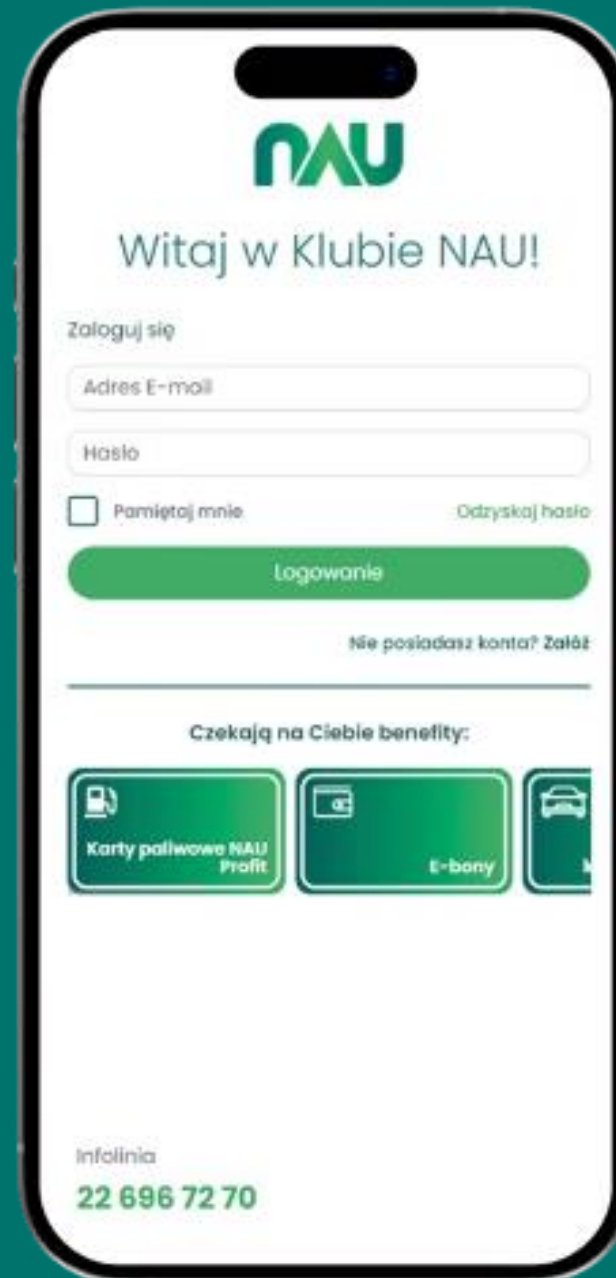 NAU
Witaj w Klubie NAU!
Zaloguj się
Adres E-mail
Hasło
Pamiętaj mnie
Odzyskaj hasło
Logowanie
Nie posiadasz konta? Załóż
Czekają na Ciebie benefity:
Karty paliwowe NAU
Profit
E-bony
Infolinia
22 696 72 70